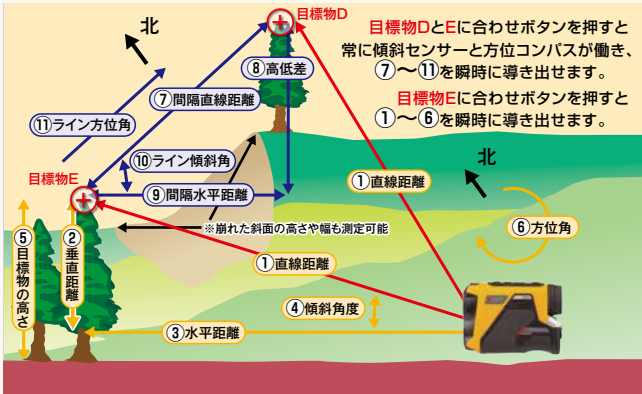 北
目標物D
目標物DとEに合わせボタンを押すと
常に傾斜センサーと方位コンパスが働き、
⑦〜⑪を瞬時に導き出せます。
目標物Eに合わせボタンを押すと
①〜⑥を瞬時に導き出せます。
⑧高低差
⑦間隔直線距離
⑪ライン方位角
⑩ライン傾斜角
目標物E
⑨間隔水平距離
北
①直線距離
⑥方位角
※崩れた斜面の高さや幅も測定可能
⑤目標物の高さ
②垂直距離
①直線距離
④傾斜角度
③水平距離